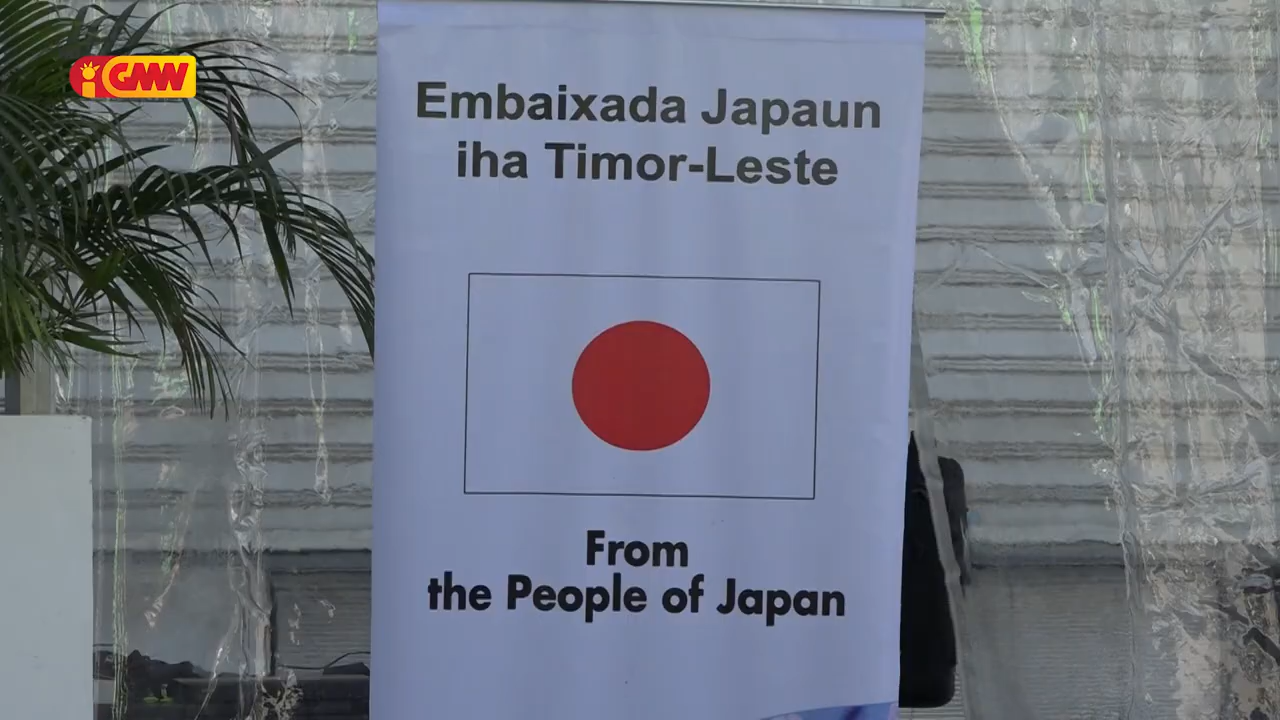 GMN
Embaixada Japaun
iha Timor-Leste
From
the People of Japan